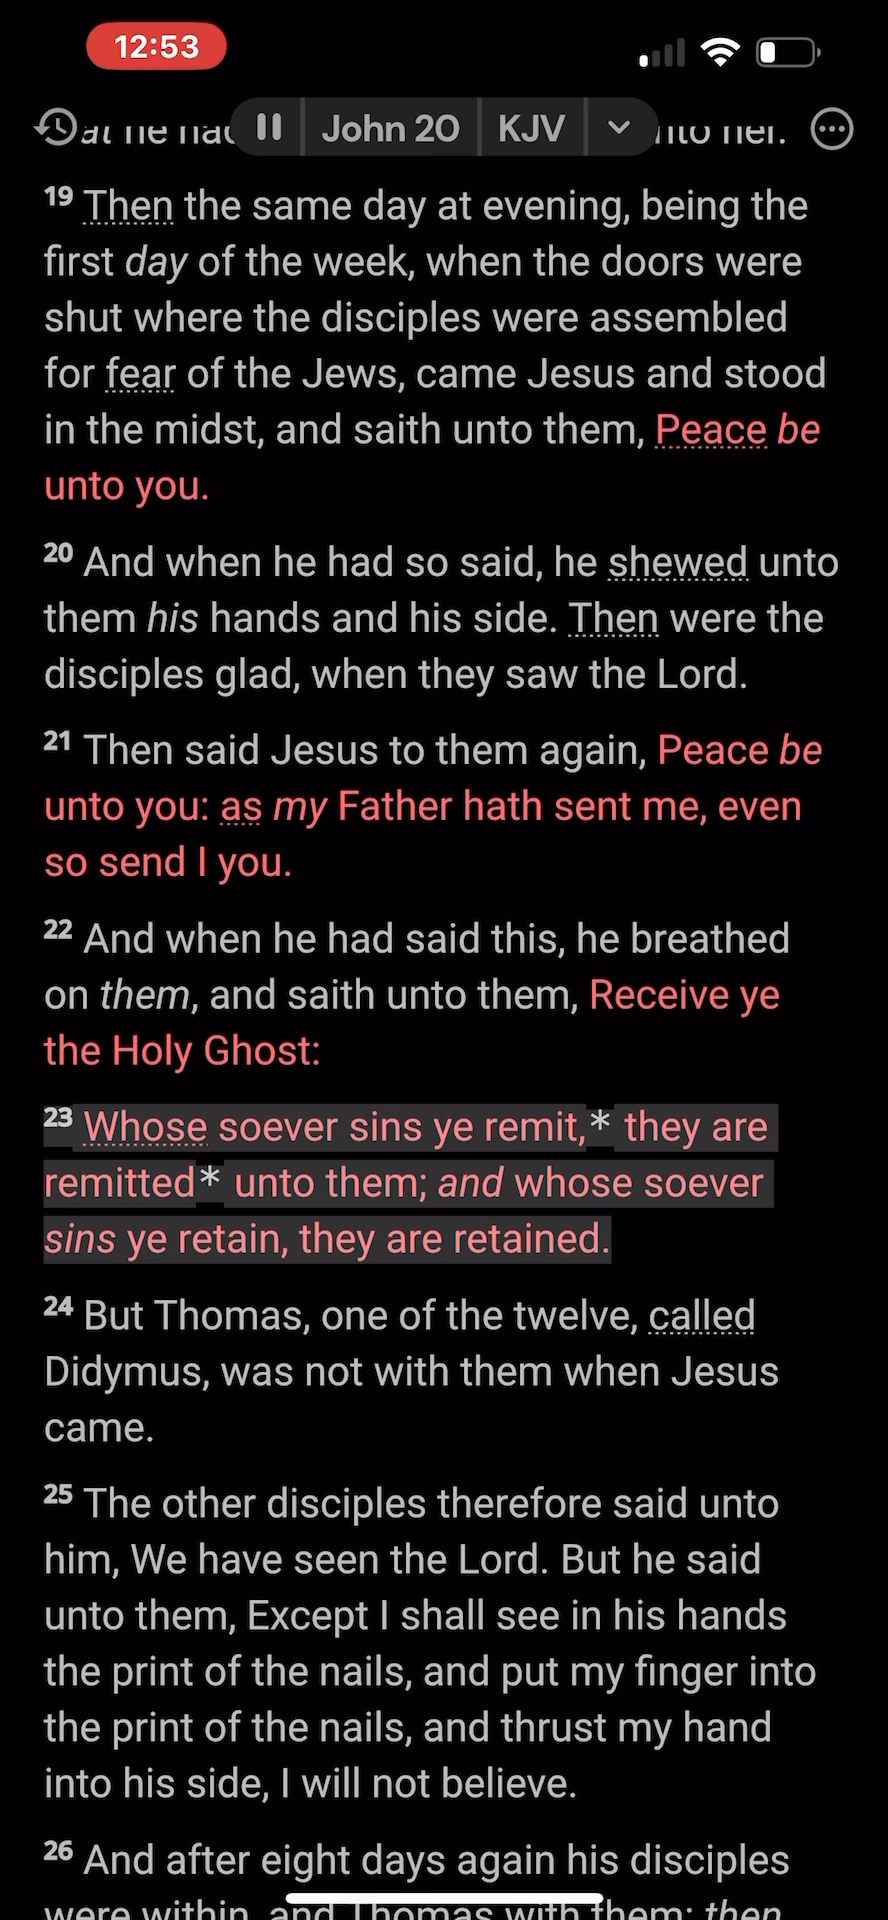 12:53
John 20 KJV
19 Then the same day at evening, being the
first day of the week, when the doors were
shut where the disciples were assembled
for fear of the Jews, came Jesus and stood
in the midst, and saith unto them, Peace be
unto you.
20 And when he had so said, he shewed unto
them his hands and his side. Then were the
disciples glad, when they saw the Lord.
21 Then said Jesus to them again, Peace be
unto you: as my Father hath sent me, even
so send I you.
22 And when he had said this, he breathed
on them, and saith unto them, Receive ye
the Holy Ghost:
23 Whose soever sins ye remit,* they are
remitted* unto them; and whose soever
sins ye retain, they are retained.
24 But Thomas, one of the twelve, called
Didymus, was not with them when Jesus
came.
25 The other disciples therefore said unto
him, We have seen the Lord. But he said
unto them, Except I shall see in his hands
the print of the nails, and put my finger into
the print of the nails, and thrust my hand
into his side, I will not believe.
26 And after eight days again his disciples
were within, and Thomas with them: then